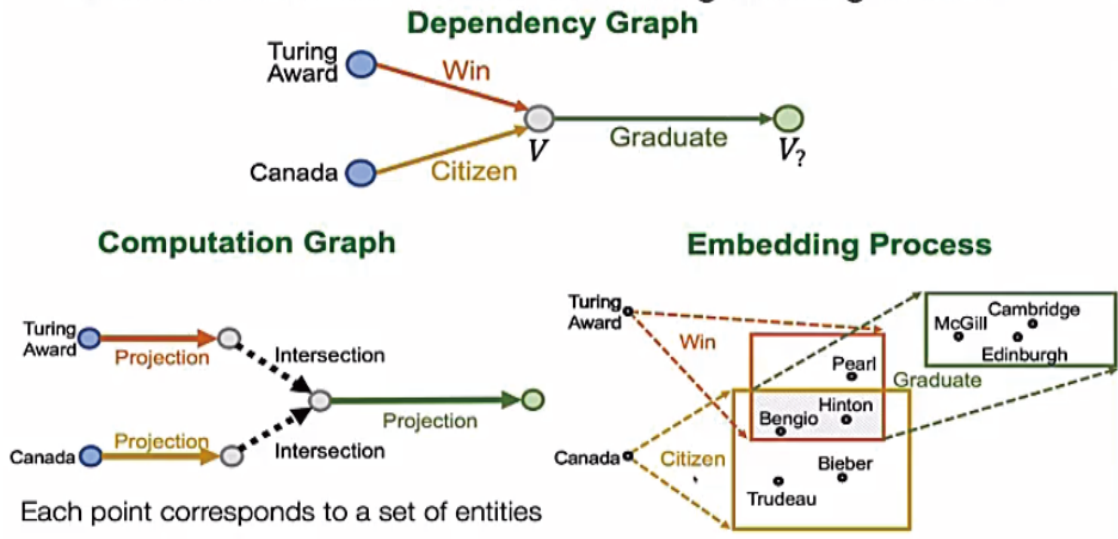 Dependency Graph
Turing
Award
Win
Canada
Citizen
V
Graduate
V?
Computation Graph
Turing
Award
Projection
Intersection
Projection
Canada
Projection
Intersection
Each point corresponds to a set of entities
Embedding Process
Turing
Award
Win
Canada
Citizen
Pearl
Hinton
Bengio
Bieber
Trudeau
Graduate
Cambridge
McGill
Edinburgh